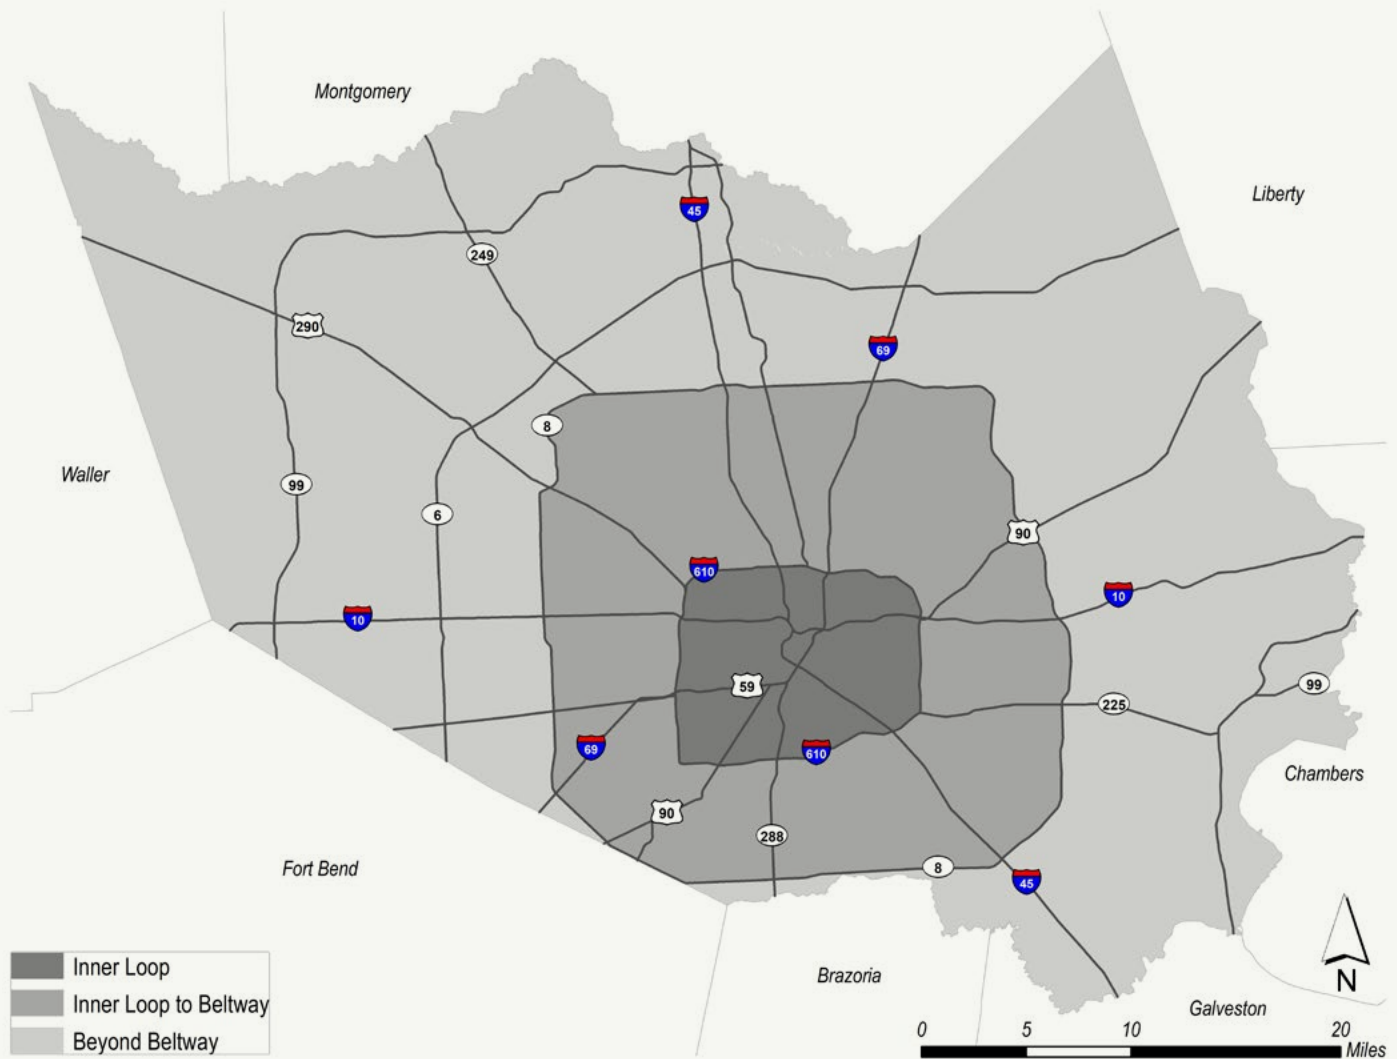 Montgomery
Liberty
45
249
290
69
8
Waller
99
6
90
610
10
10
59
99
225
69
610
Chambers
90
288
8
Fort Bend
45
Inner Loop
Inner Loop to Beltway
Beyond Beltway
Brazoria
Galveston
N
0 5 10 20
Miles